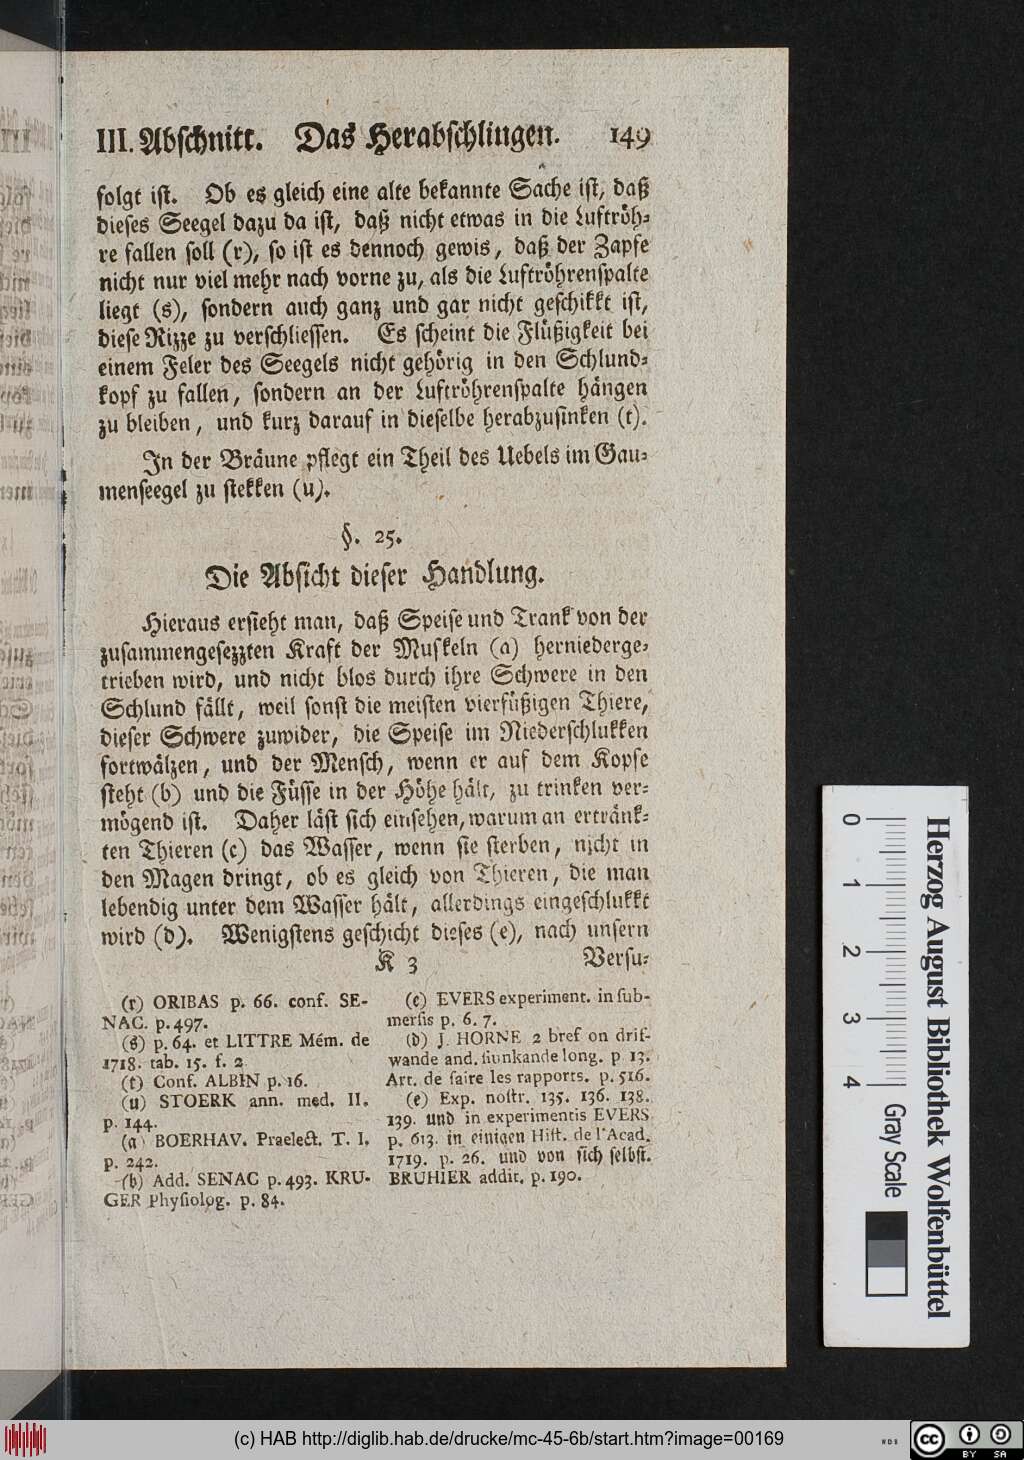 III. Abschnitt. Das Herabschlingen. 149
folgt ist. Ob es gleich eine alte bekannte Sache ist, daß
dieses Seegel dazu da ist, daß nicht etwas in die Luftröh-
re fallen soll (r), so ist es dennoch gewis, daß der Zapfe
nicht nur viel mehr nach vorne zu, als die Luftröhrenspalte
liegt (s), sondern auch ganz und gar nicht geschikkt ist,
diese Rizze zu verschliessen. Es scheint die Flüßigkeit bei
einem Feler des Seegels nicht gehörig in den Schlund-
kopf zu fallen, sondern an der Luftröhrenspalte hängen
zu bleiben, und kurz darauf in dieselbe herabzusinken (t).
In der Bräune pflegt ein Theil des Uebels im Gau-
menseegel zu stekken (u).
§. 25.
Die Absicht dieser Handlung.
Hieraus ersieht man, daß Speise und Trank von der
zusammengesezzten Kraft der Muskeln (a) herniederge-
trieben wird, und nicht blos durch ihre Schwere in den
Schlund fällt, weil sonst die meisten vierfüßigen Thiere,
dieser Schwere zuwider, die Speise im Niederschlukken
fortwälzen, und der Mensch, wenn er auf dem Kopfe
steht (b) und die Füsse in der Höhe hält, zu trinken ver-
mögend ist. Daher läst sich einsehen, warum an ertränk-
ten Thieren (c) das Wasser, wenn sie sterben, nicht in
den Magen dringt, ob es gleich von Thieren, die man
lebendig unter dem Wasser hält, allerdings eingeschlukkt
wird (d). Wenigstens geschicht dieses (e), nach unsern
K 3 Versu-
(r) ORIBAS p. 66. conf. SE-
NAC. p. 497.
(s) p. 64. et LITTRE Mém. de
1718. tab. 15. f. 2
(t) Conf. ALBIN p. 16.
(u) STOERK ann. med. II.
p. 144.
(a) BOERHAV. Praelect. T. I.
p. 242.
(b) Add. SENAC p. 493. KRU-
GER Physiolog. p. 84.
(c) EVERS experiment. in sub-
mersis p. 6. 7.
(d) J. HORNE 2 bref on drif-
wande and. siunkande long. p 13.
Art. de faire les rapports. p. 516.
(e) Exp. nostr. 135. 136. 138.
139. und in experimentis EVERS
p. 613. in einigen Hist. de l'Acad.
1719. p. 26. und von sich selbst.
BRUHIER addit. p. 190.
0 1 2 3 4
Gray Scale
Herzog August Bibliothek Wolfenbüttel
(c) HAB http://diglib.hab.de/drucke/mc-45-6b/start.htm?image=00169
cc BY SA